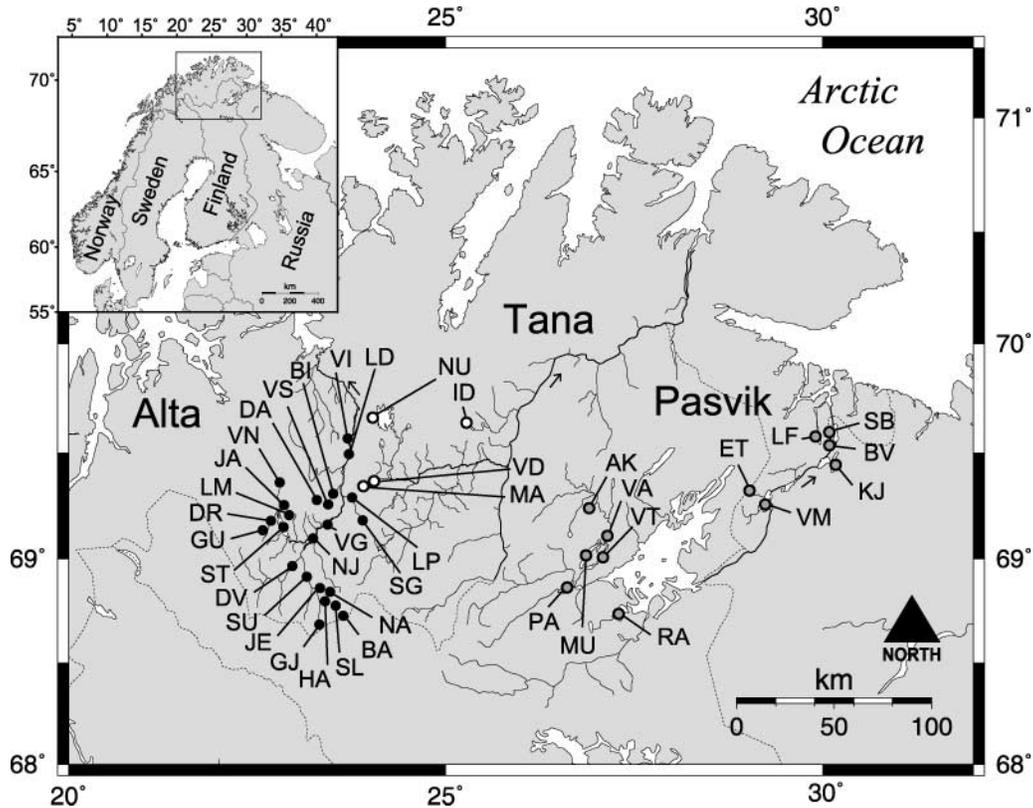 5° 10° 15° 20° 25° 30° 35° 40°
25° 30°
70°
65°
60°
55°
Norway
Sweden
Finland
Russia
km
0 200 400
Arctic
Ocean
71°
70°
69°
68°
Tana
Alta
Pasvik
VI
LD
BI
VS
DA
VN
JA
LM
DR
GU
ST
DV
SU
JE
GJ
HA
SL
BA
NA
NJ
VG
SG
LP
NU
ID
VD
MA
AK
VA
VT
PA
MU
RA
ET
VM
LF
SB
BV
KJ
NORTH
km
0 50 100
69°
68°
20° 25° 30°